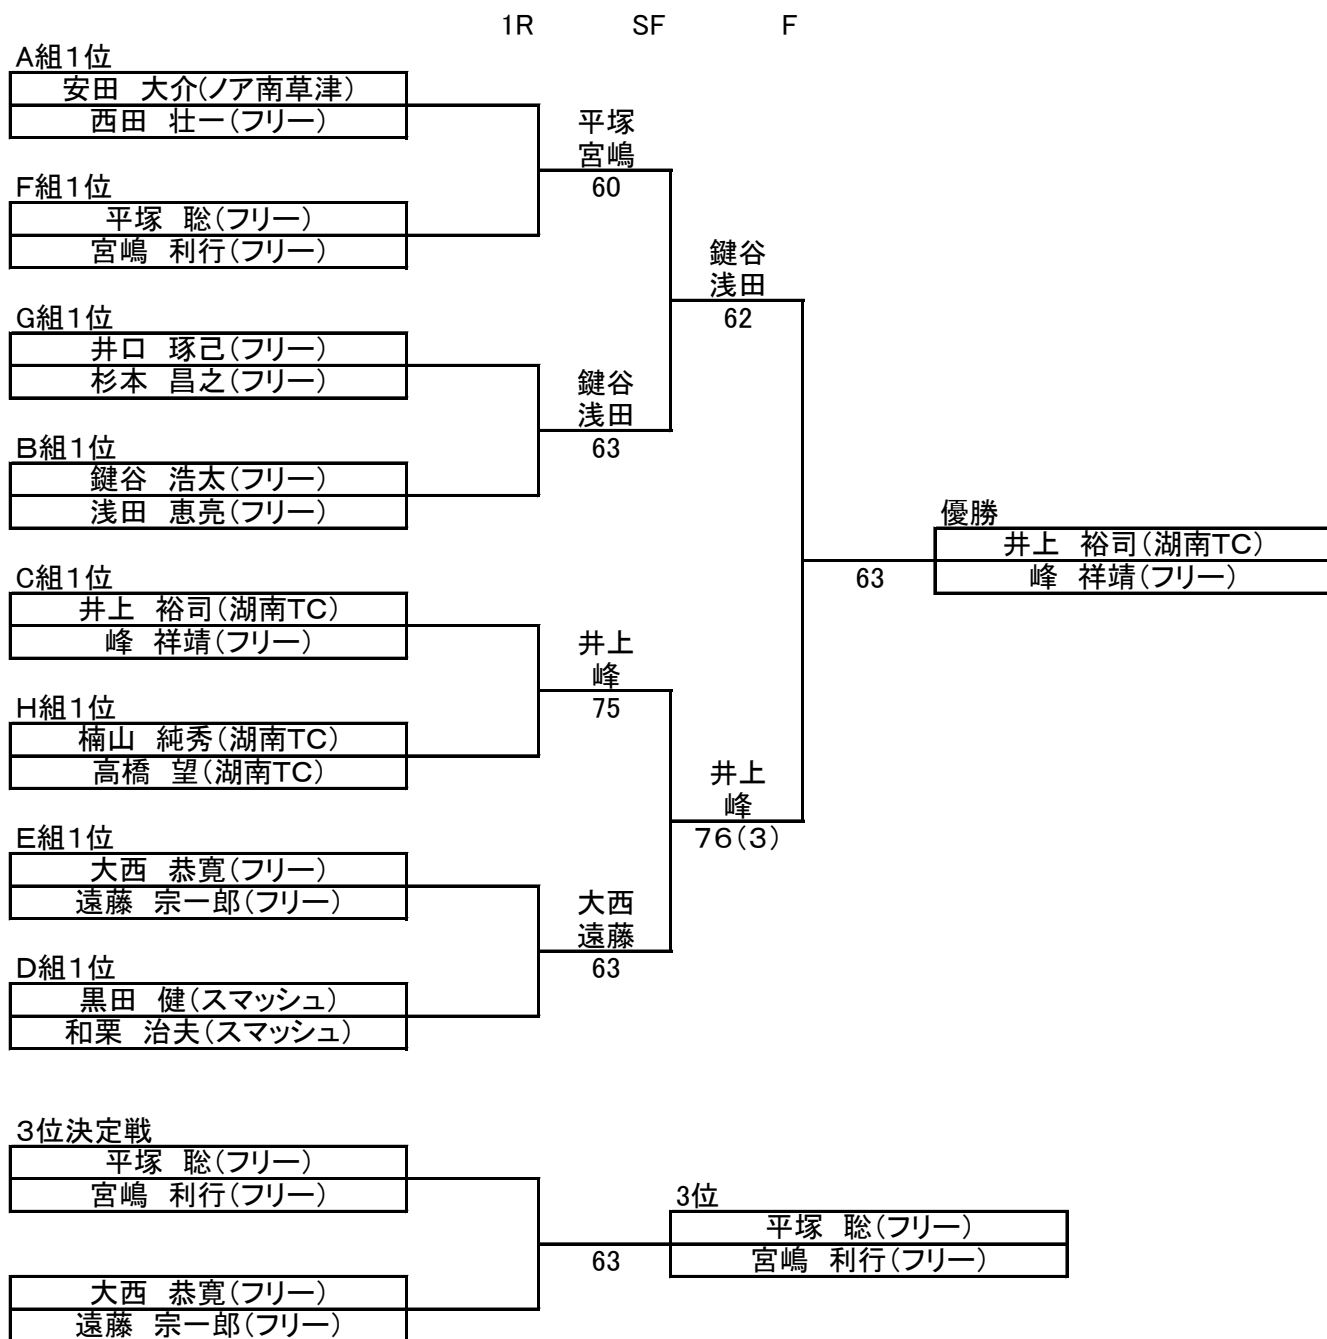 1R SF F
A組1位
安田 大介(ノア南草津)
西田 壮一(フリー)
平塚
宮嶋
60
F組1位
平塚 聡(フリー)
宮嶋 利行(フリー)
鍵谷
浅田
62
G組1位
井口 琢己(フリー)
杉本 昌之(フリー)
鍵谷
浅田
63
B組1位
鍵谷 浩太(フリー)
浅田 恵亮(フリー)
優勝
井上 裕司(湖南TC)
峰 祥靖(フリー)
63
C組1位
井上 裕司(湖南TC)
峰 祥靖(フリー)
井上
峰
75
H組1位
楠山 純秀(湖南TC)
高橋 望(湖南TC)
井上
峰
76(3)
E組1位
大西 恭寛(フリー)
遠藤 宗一郎(フリー)
大西
遠藤
63
D組1位
黒田 健(スマッシュ)
和栗 治夫(スマッシュ)
3位決定戦
平塚 聡(フリー)
宮嶋 利行(フリー)
3位
平塚 聡(フリー)
宮嶋 利行(フリー)
63
大西 恭寛(フリー)
遠藤 宗一郎(フリー)